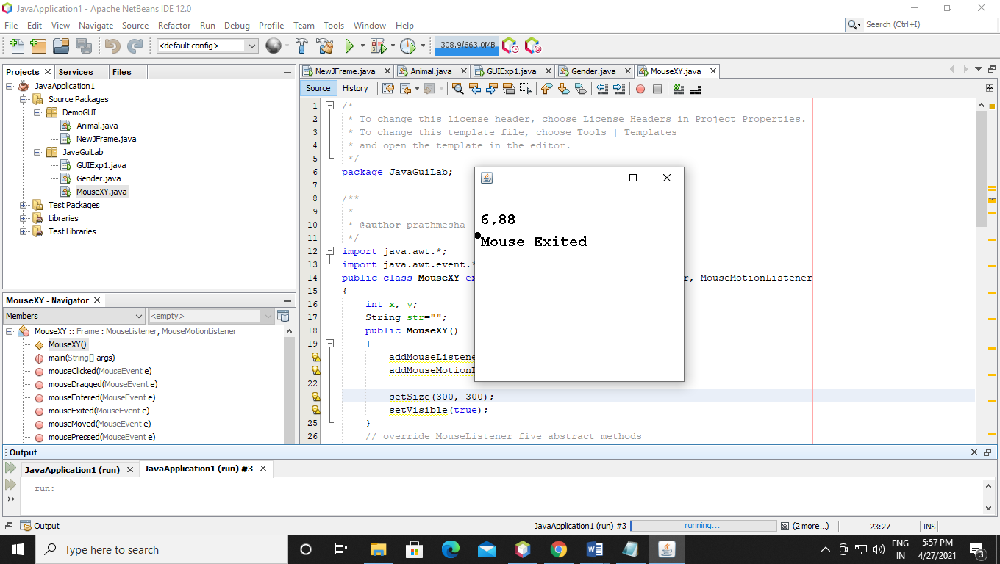 JavaApplication1 - Apache NetBeans IDE 12.0
File Edit View Navigate Source Refactor Run Debug Profile Team Tools Window Help
Search (Ctrl+I)
<default config>
308.9/663.0MB
Projects Services Files
JavaApplication1
Source Packages
DemoGUI
Animal.java
NewJFrame.java
JavaGuiLab
GUIExp1.java
Gender.java
MouseXY.java
Test Packages
Libraries
Test Libraries
MouseXY - Navigator
Members <empty>
MouseXY :: Frame : MouseListener, MouseMotionListener
MouseXY()
main(String[] args)
mouseClicked(MouseEvent e)
mouseDragged(MouseEvent e)
mouseEntered(MouseEvent e)
mouseExited(MouseEvent e)
mouseMoved(MouseEvent e)
mousePressed(MouseEvent e)
NewJFrame.java Animal.java GUIExp1.java Gender.java MouseXY.java
Source History
1 /*
2 * To change this license header, choose License Headers in Project Properties.
3 * To change this template file, choose Tools | Templates
4 * and open the template in the editor.
5 */
6 package JavaGuiLab;
7
8 /**
9 *
10 * @author prathmesha
11 */
12 import java.awt.*;
13 import java.awt.event.*
14 public class MouseXY ex r, MouseMotionListener
15 {
16 int x, y;
17 String str="";
18 public MouseXY()
19 {
addMouseListene
addMouseMotionL
22
setSize(300, 300);
setVisible(true);
25 }
26 // override MouseListener five abstract methods
6,88
Mouse Exited
Output
JavaApplication1 (run) JavaApplication1 (run) #3
run:
Output JavaApplication1 (run) #3 running... (2 more...) 23:27 INS
Type here to search
ENG 5:57 PM
IN 4/27/2021 3